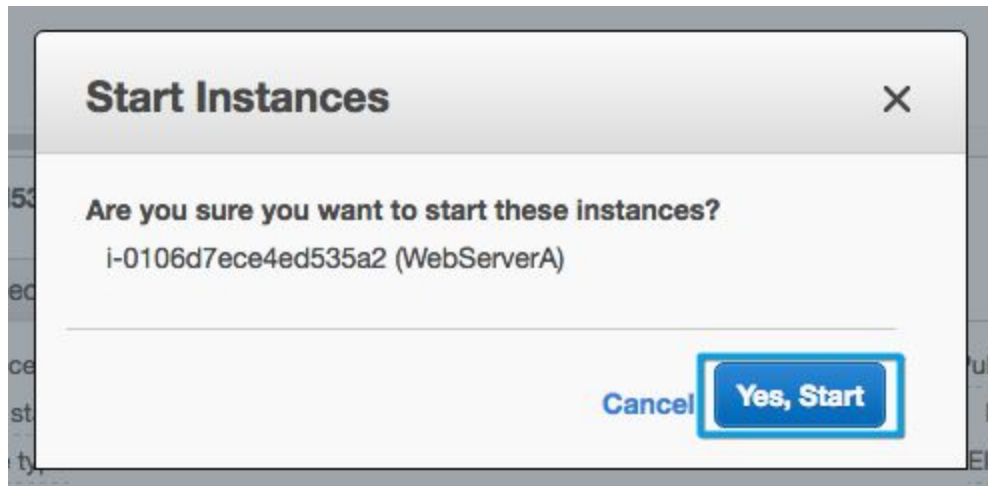 Start Instances
Are you sure you want to start these instances?
i-0106d7ece4ed535a2 (WebServerA)
Cancel
Yes, Start